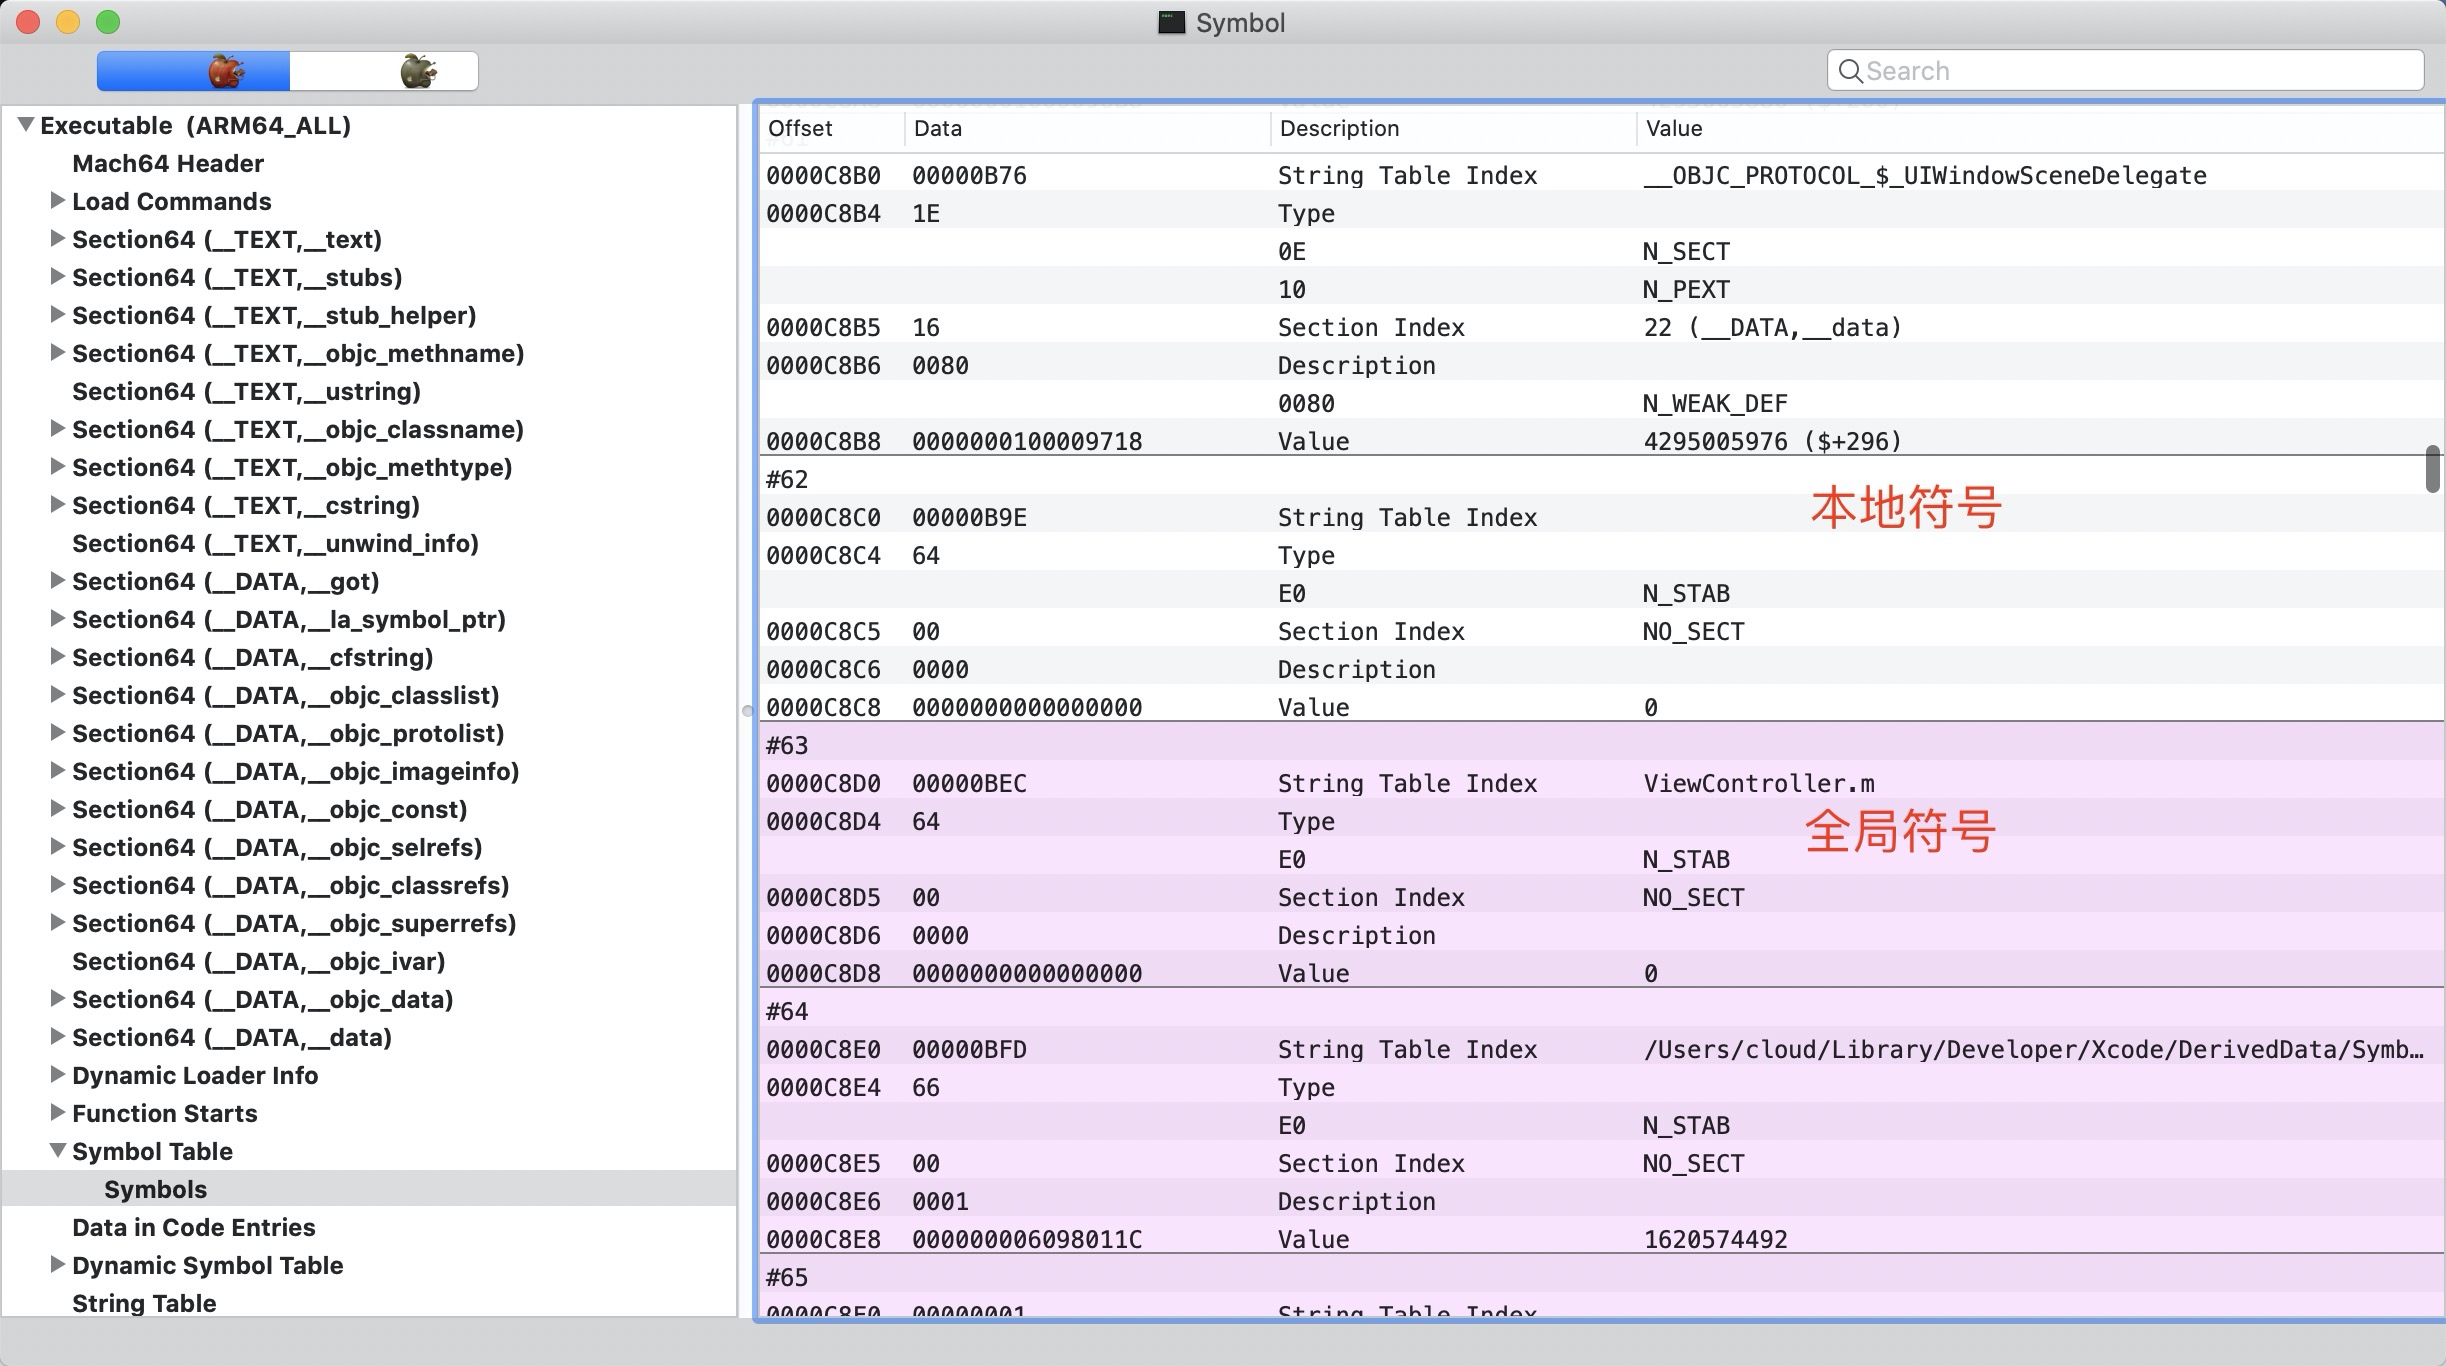 Symbol
Search
Executable (ARM64_ALL)
Mach64 Header
Load Commands
Section64 (__TEXT,__text)
Section64 (__TEXT,__stubs)
Section64 (__TEXT,__stub_helper)
Section64 (__TEXT,__objc_methname)
Section64 (__TEXT,__ustring)
Section64 (__TEXT,__objc_classname)
Section64 (__TEXT,__objc_methtype)
Section64 (__TEXT,__cstring)
Section64 (__TEXT,__unwind_info)
Section64 (__DATA,__got)
Section64 (__DATA,__la_symbol_ptr)
Section64 (__DATA,__cfstring)
Section64 (__DATA,__objc_classlist)
Section64 (__DATA,__objc_protolist)
Section64 (__DATA,__objc_imageinfo)
Section64 (__DATA,__objc_const)
Section64 (__DATA,__objc_selrefs)
Section64 (__DATA,__objc_classrefs)
Section64 (__DATA,__objc_superrefs)
Section64 (__DATA,__objc_ivar)
Section64 (__DATA,__objc_data)
Section64 (__DATA,__data)
Dynamic Loader Info
Function Starts
Symbol Table
Symbols
Data in Code Entries
Dynamic Symbol Table
String Table
Offset Data Description Value
0000C8B0 00000B76 String Table Index __OBJC_PROTOCOL_$_UIWindowSceneDelegate
0000C8B4 1E Type
0E N_SECT
10 N_PEXT
0000C8B5 16 Section Index 22 (__DATA,__data)
0000C8B6 0080 Description
0080 N_WEAK_DEF
0000C8B8 0000000100009718 Value 4295005976 ($+296)
#62
本地符号
0000C8C0 00000B9E String Table Index
0000C8C4 64 Type
E0 N_STAB
0000C8C5 00 Section Index NO_SECT
0000C8C6 0000 Description
0000C8C8 0000000000000000 Value 0
#63
0000C8D0 00000BEC String Table Index ViewController.m
0000C8D4 64 Type
全局符号
E0 N_STAB
0000C8D5 00 Section Index NO_SECT
0000C8D6 0000 Description
0000C8D8 0000000000000000 Value 0
#64
0000C8E0 00000BFD String Table Index /Users/cloud/Library/Developer/Xcode/DerivedData/Symb…
0000C8E4 66 Type
E0 N_STAB
0000C8E5 00 Section Index NO_SECT
0000C8E6 0001 Description
0000C8E8 000000006098011C Value 1620574492
#65
0000C8F0 00000001 String Table Index